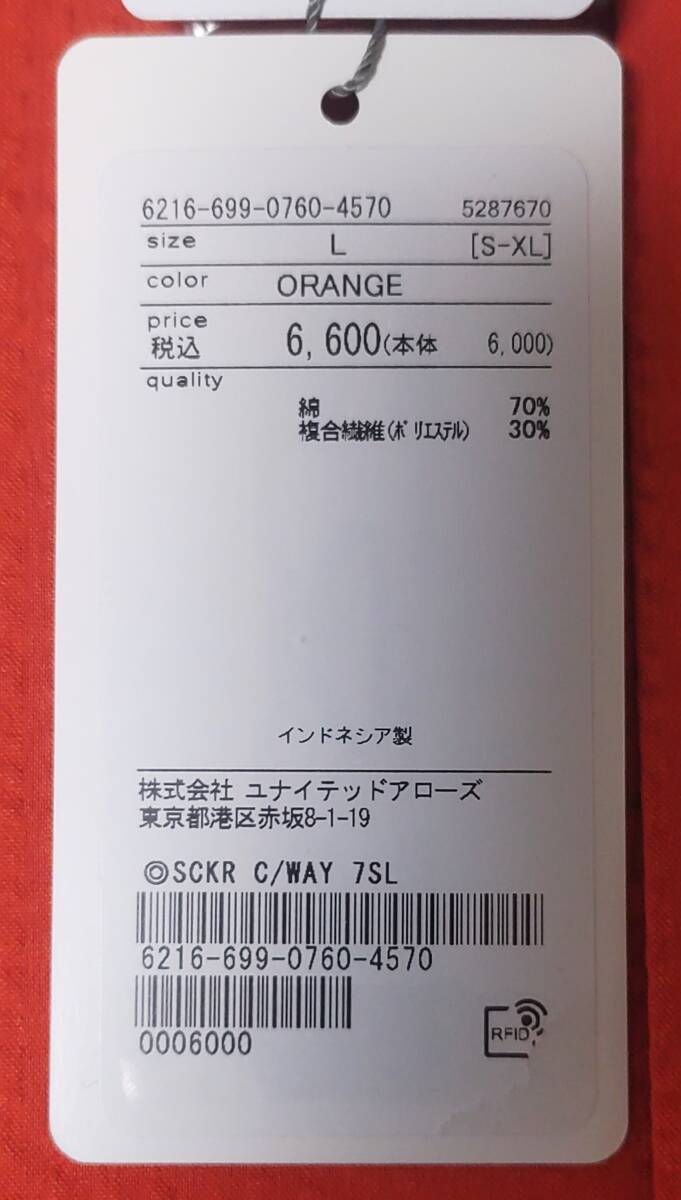 6216-699-0760-4570 5287670
size L [S-XL]
color ORANGE
price
税込 6,600(本体 6,000)
quality
綿 70%
複合繊維(ポリエステル) 30%
インドネシア製
株式会社 ユナイテッドアローズ
東京都港区赤坂8-1-19
◎SCKR C/WAY 7SL
6216-699-0760-4570
0006000
RFID